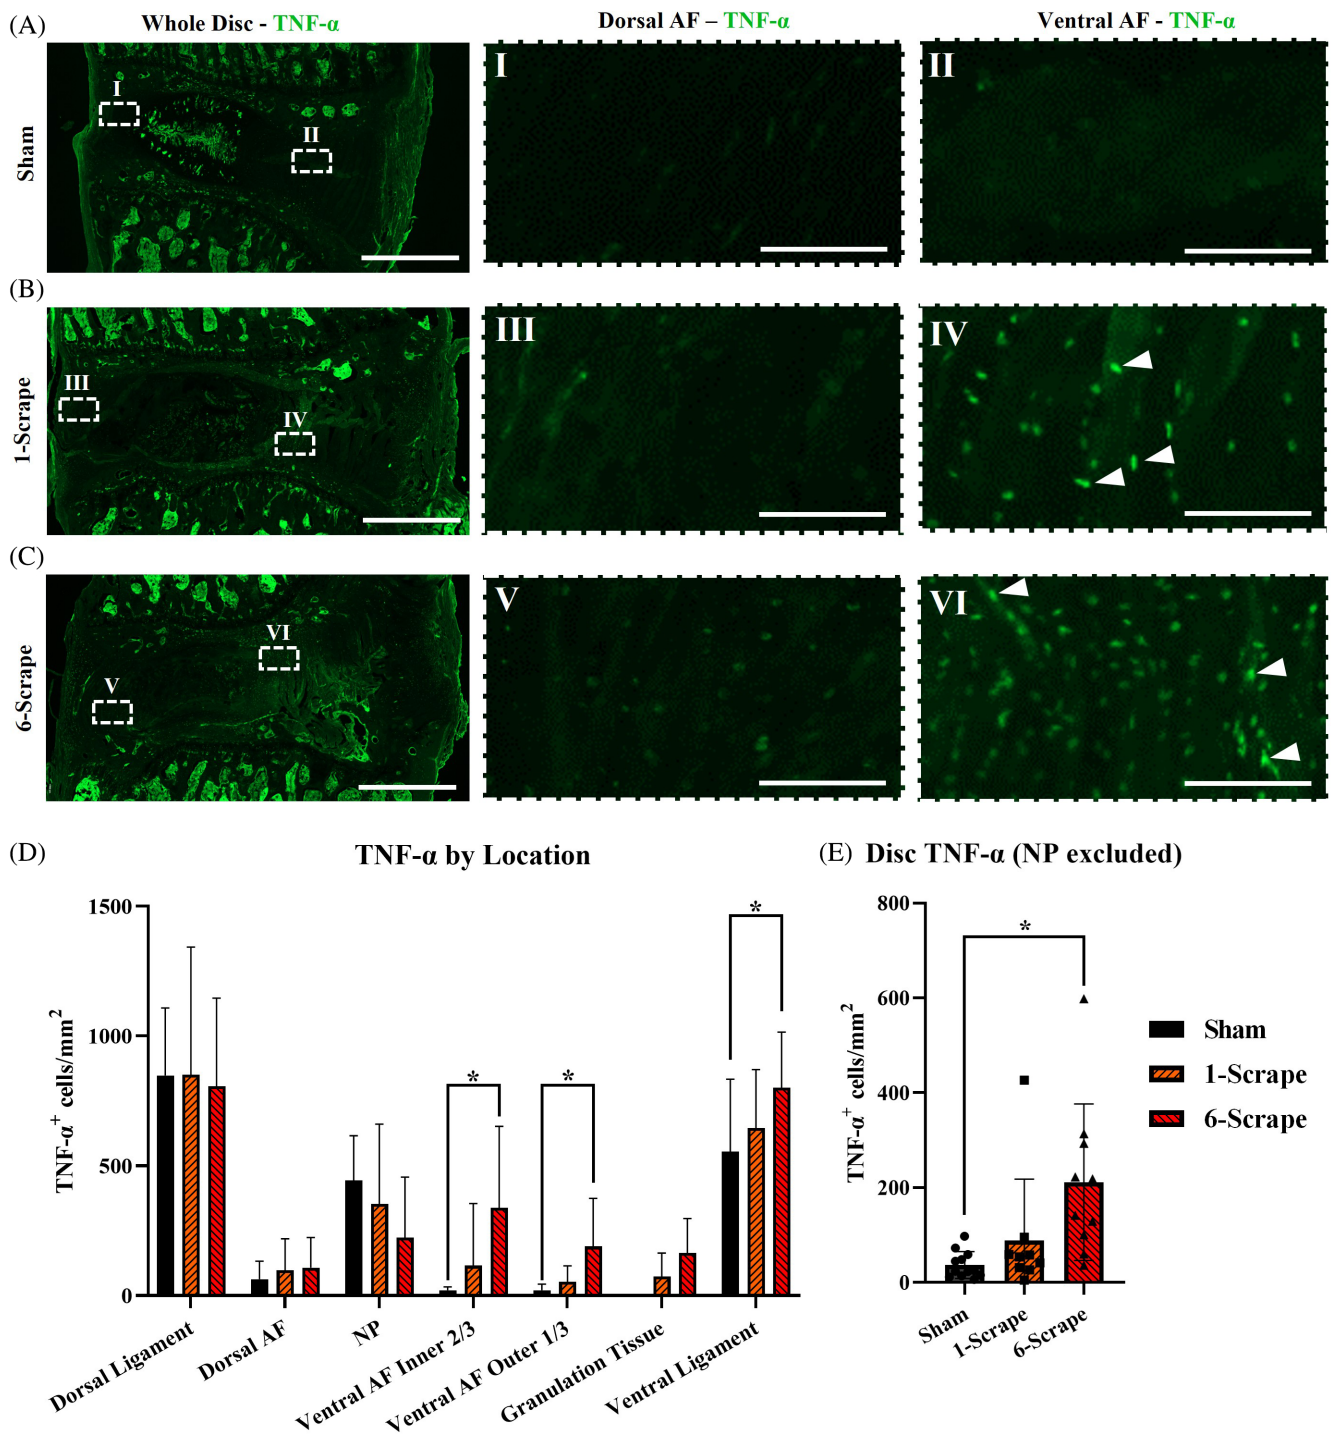 (A)
Whole Disc - TNF-α
Dorsal AF – TNF-α
Ventral AF - TNF-α
Sham
I
II
I
II
(B)
1-Scrape
III
IV
III
IV
(C)
6-Scrape
V
VI
V
VI
(D)
TNF-α by Location
TNF-α+ cells/mm2
1500
1000
500
0
*
*
*
Dorsal Ligament
Dorsal AF
NP
Ventral AF Inner 2/3
Ventral AF Outer 1/3
Granulation Tissue
Ventral Ligament
(E)
Disc TNF-α (NP excluded)
TNF-α+ cells/mm2
800
600
400
200
0
*
Sham
1-Scrape
6-Scrape
Sham
1-Scrape
6-Scrape